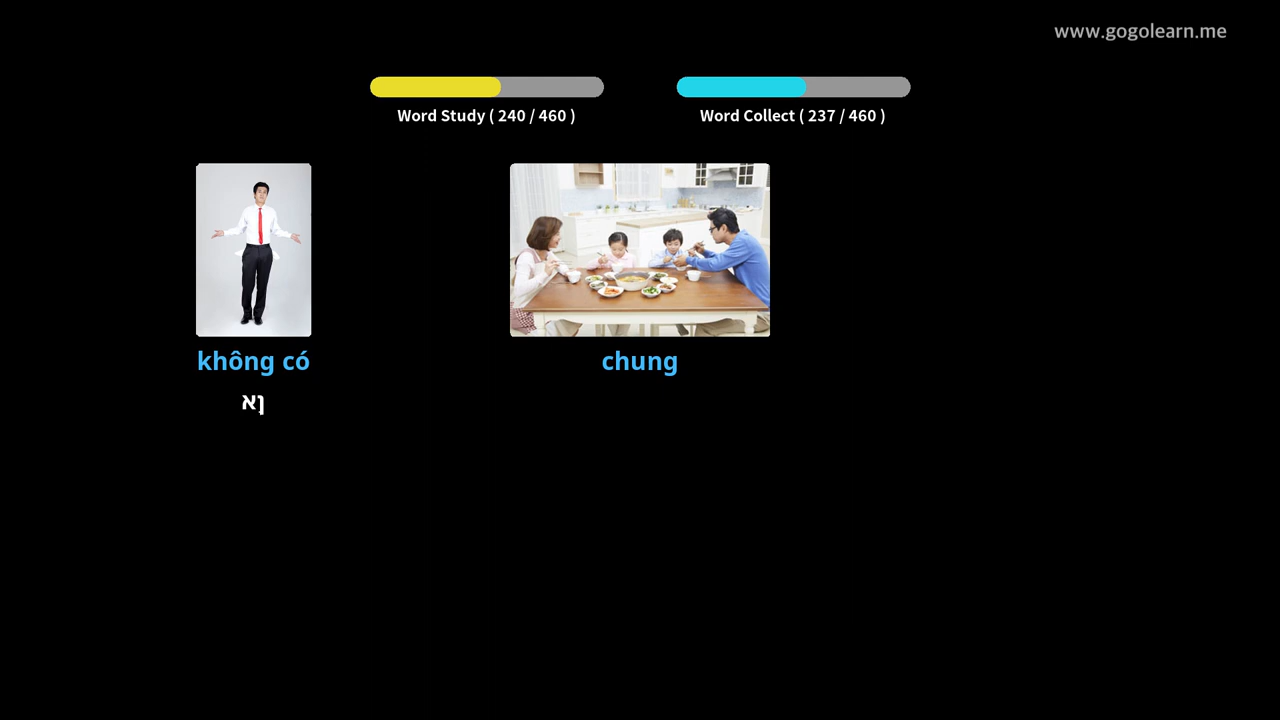 www.gogolearn.me
Word Study ( 240 / 460 )
Word Collect ( 237 / 460 )
không có
chung
אין